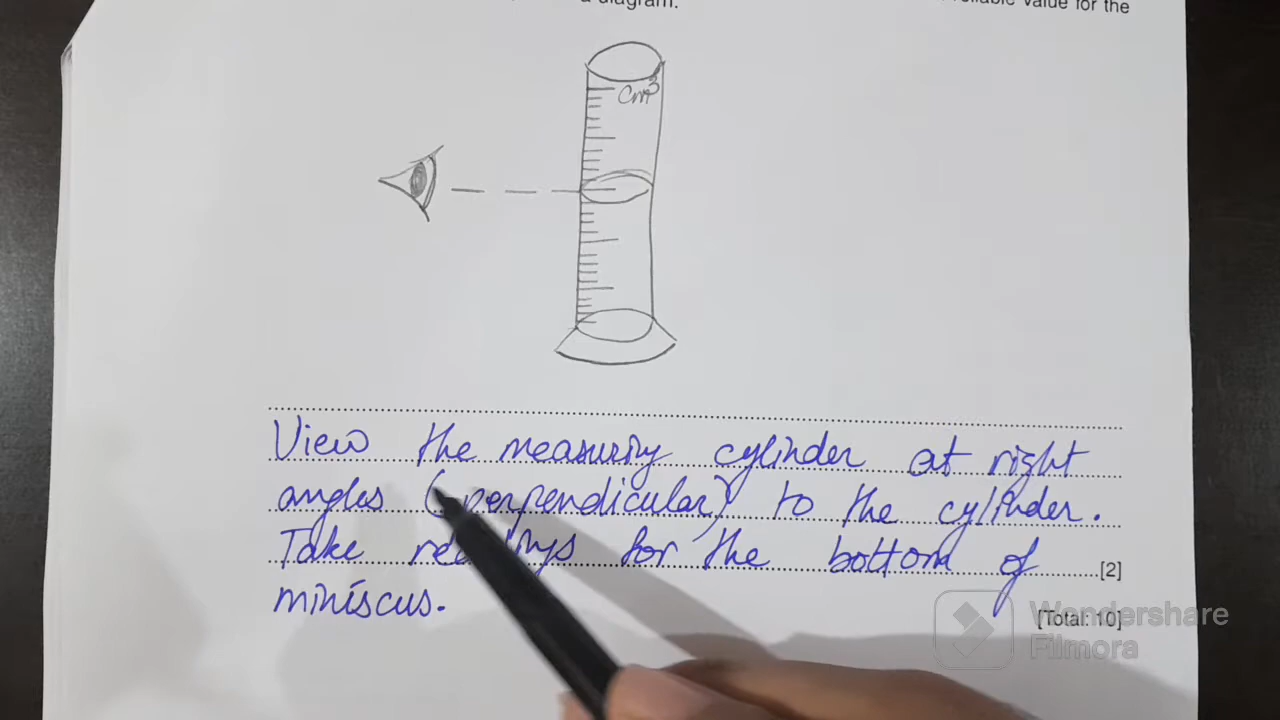 a diagram.
reliable value for the
cm³
View the measuring cylinder at right
angles (perpendicular) to the cylinder.
Take readings for the bottom of
[2]
miniscus.
[Total: 10]
Wondershare
Filmora